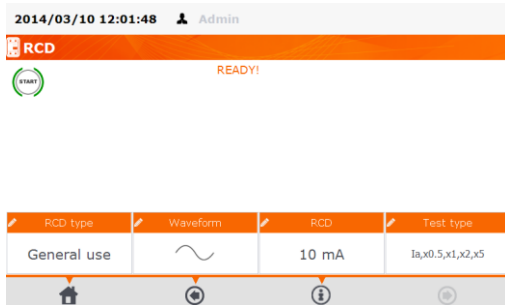 2014/03/10 12:01:48 Admin
RCD
START
READY!
RCD type Waveform RCD Test type
General use 10 mA Ia,x0.5,x1,x2,x5